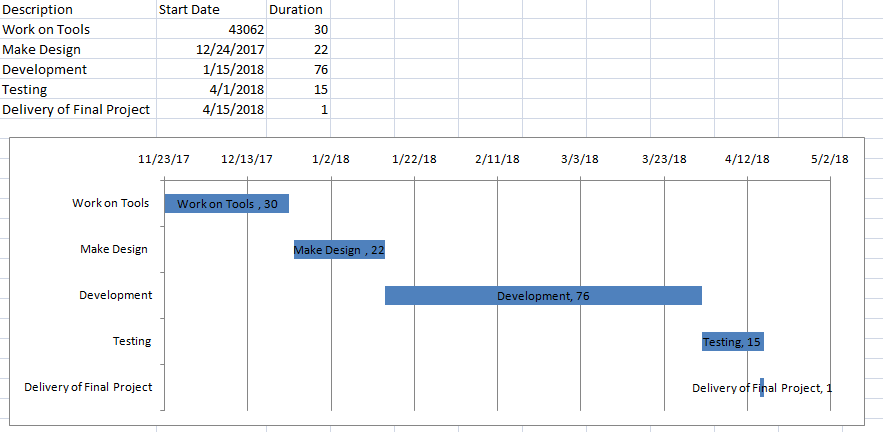 Description Start Date Duration
Work on Tools 43062 30
Make Design 12/24/2017 22
Development 1/15/2018 76
Testing 4/1/2018 15
Delivery of Final Project 4/15/2018 1
11/23/17 12/13/17 1/2/18 1/22/18 2/11/18 3/3/18 3/23/18 4/12/18 5/2/18
Work on Tools Work on Tools , 30
Make Design Make Design , 22
Development Development, 76
Testing Testing, 15
Delivery of Final Project Delivery of Final Project, 1